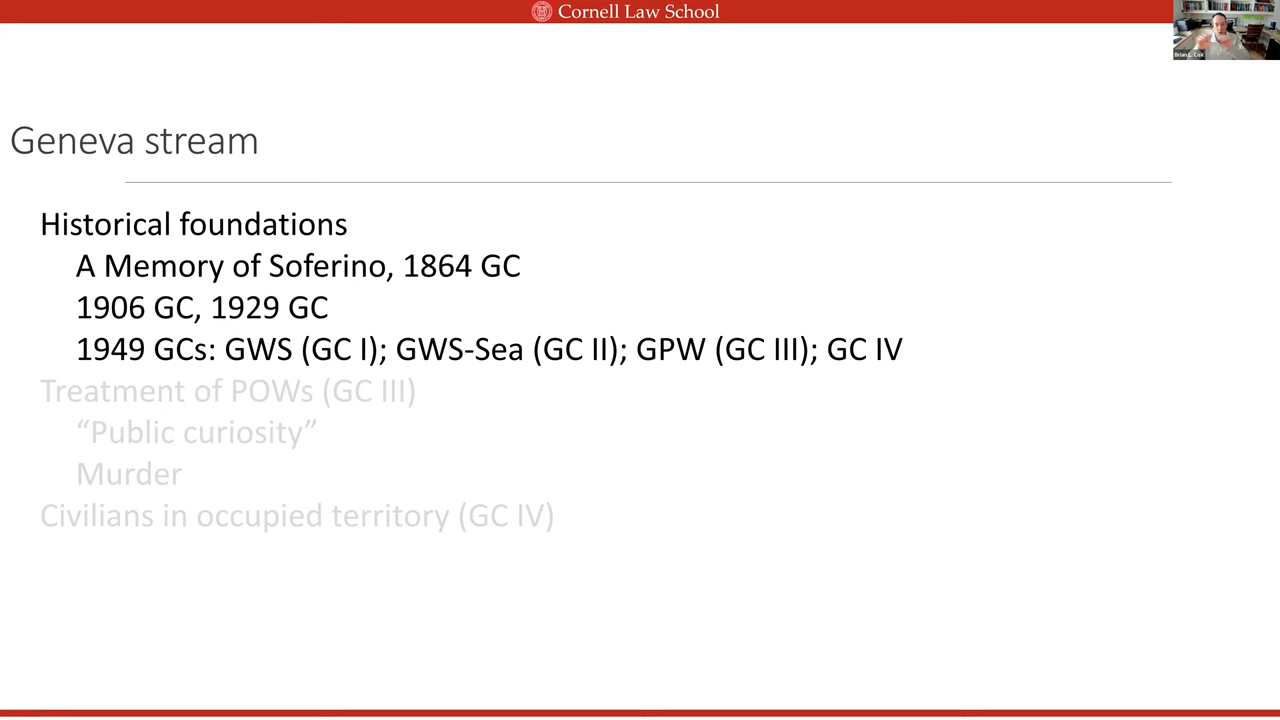 Cornell Law School
Brian L. Cox
Geneva stream
Historical foundations
A Memory of Soferino, 1864 GC
1906 GC, 1929 GC
1949 GCs: GWS (GC I); GWS-Sea (GC II); GPW (GC III); GC IV
Treatment of POWs (GC III)
“Public curiosity”
Murder
Civilians in occupied territory (GC IV)